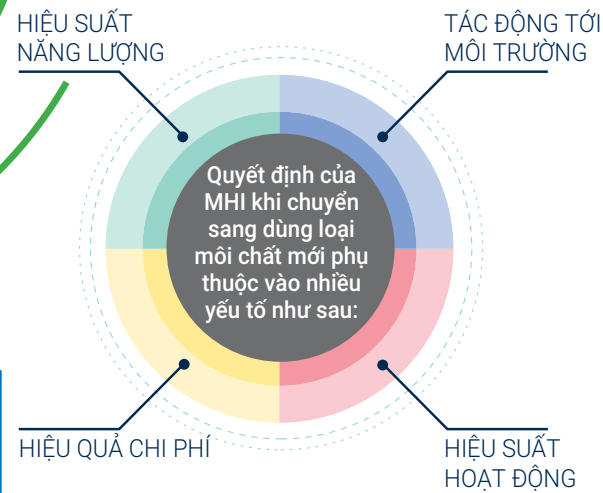 HIỆU SUẤT
NĂNG LƯỢNG
TÁC ĐỘNG TỚI
MÔI TRƯỜNG
Quyết định của
MHI khi chuyển
sang dùng loại
môi chất mới phụ
thuộc vào nhiều
yếu tố như sau:
HIỆU QUẢ CHI PHÍ
HIỆU SUẤT
HOẠT ĐỘNG